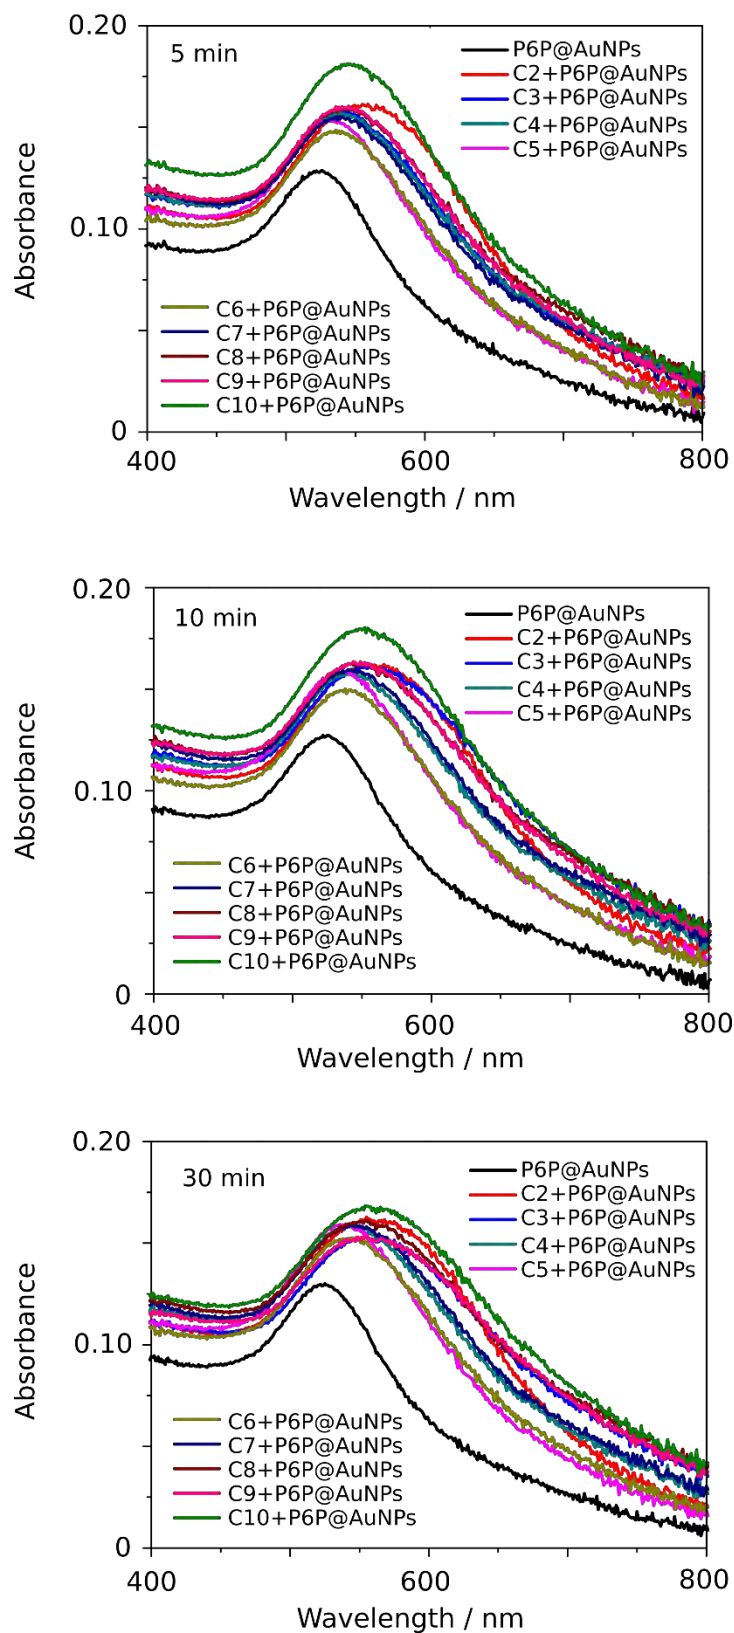 0.20
5 min
P6P@AuNPs
C2+P6P@AuNPs
C3+P6P@AuNPs
C4+P6P@AuNPs
C5+P6P@AuNPs
Absorbance
0.10
C6+P6P@AuNPs
C7+P6P@AuNPs
C8+P6P@AuNPs
C9+P6P@AuNPs
C10+P6P@AuNPs
0
400
600
800
Wavelength / nm
0.20
10 min
P6P@AuNPs
C2+P6P@AuNPs
C3+P6P@AuNPs
C4+P6P@AuNPs
C5+P6P@AuNPs
Absorbance
0.10
C6+P6P@AuNPs
C7+P6P@AuNPs
C8+P6P@AuNPs
C9+P6P@AuNPs
C10+P6P@AuNPs
0
400
600
800
Wavelength / nm
0.20
30 min
P6P@AuNPs
C2+P6P@AuNPs
C3+P6P@AuNPs
C4+P6P@AuNPs
C5+P6P@AuNPs
Absorbance
0.10
C6+P6P@AuNPs
C7+P6P@AuNPs
C8+P6P@AuNPs
C9+P6P@AuNPs
C10+P6P@AuNPs
0
400
600
800
Wavelength / nm